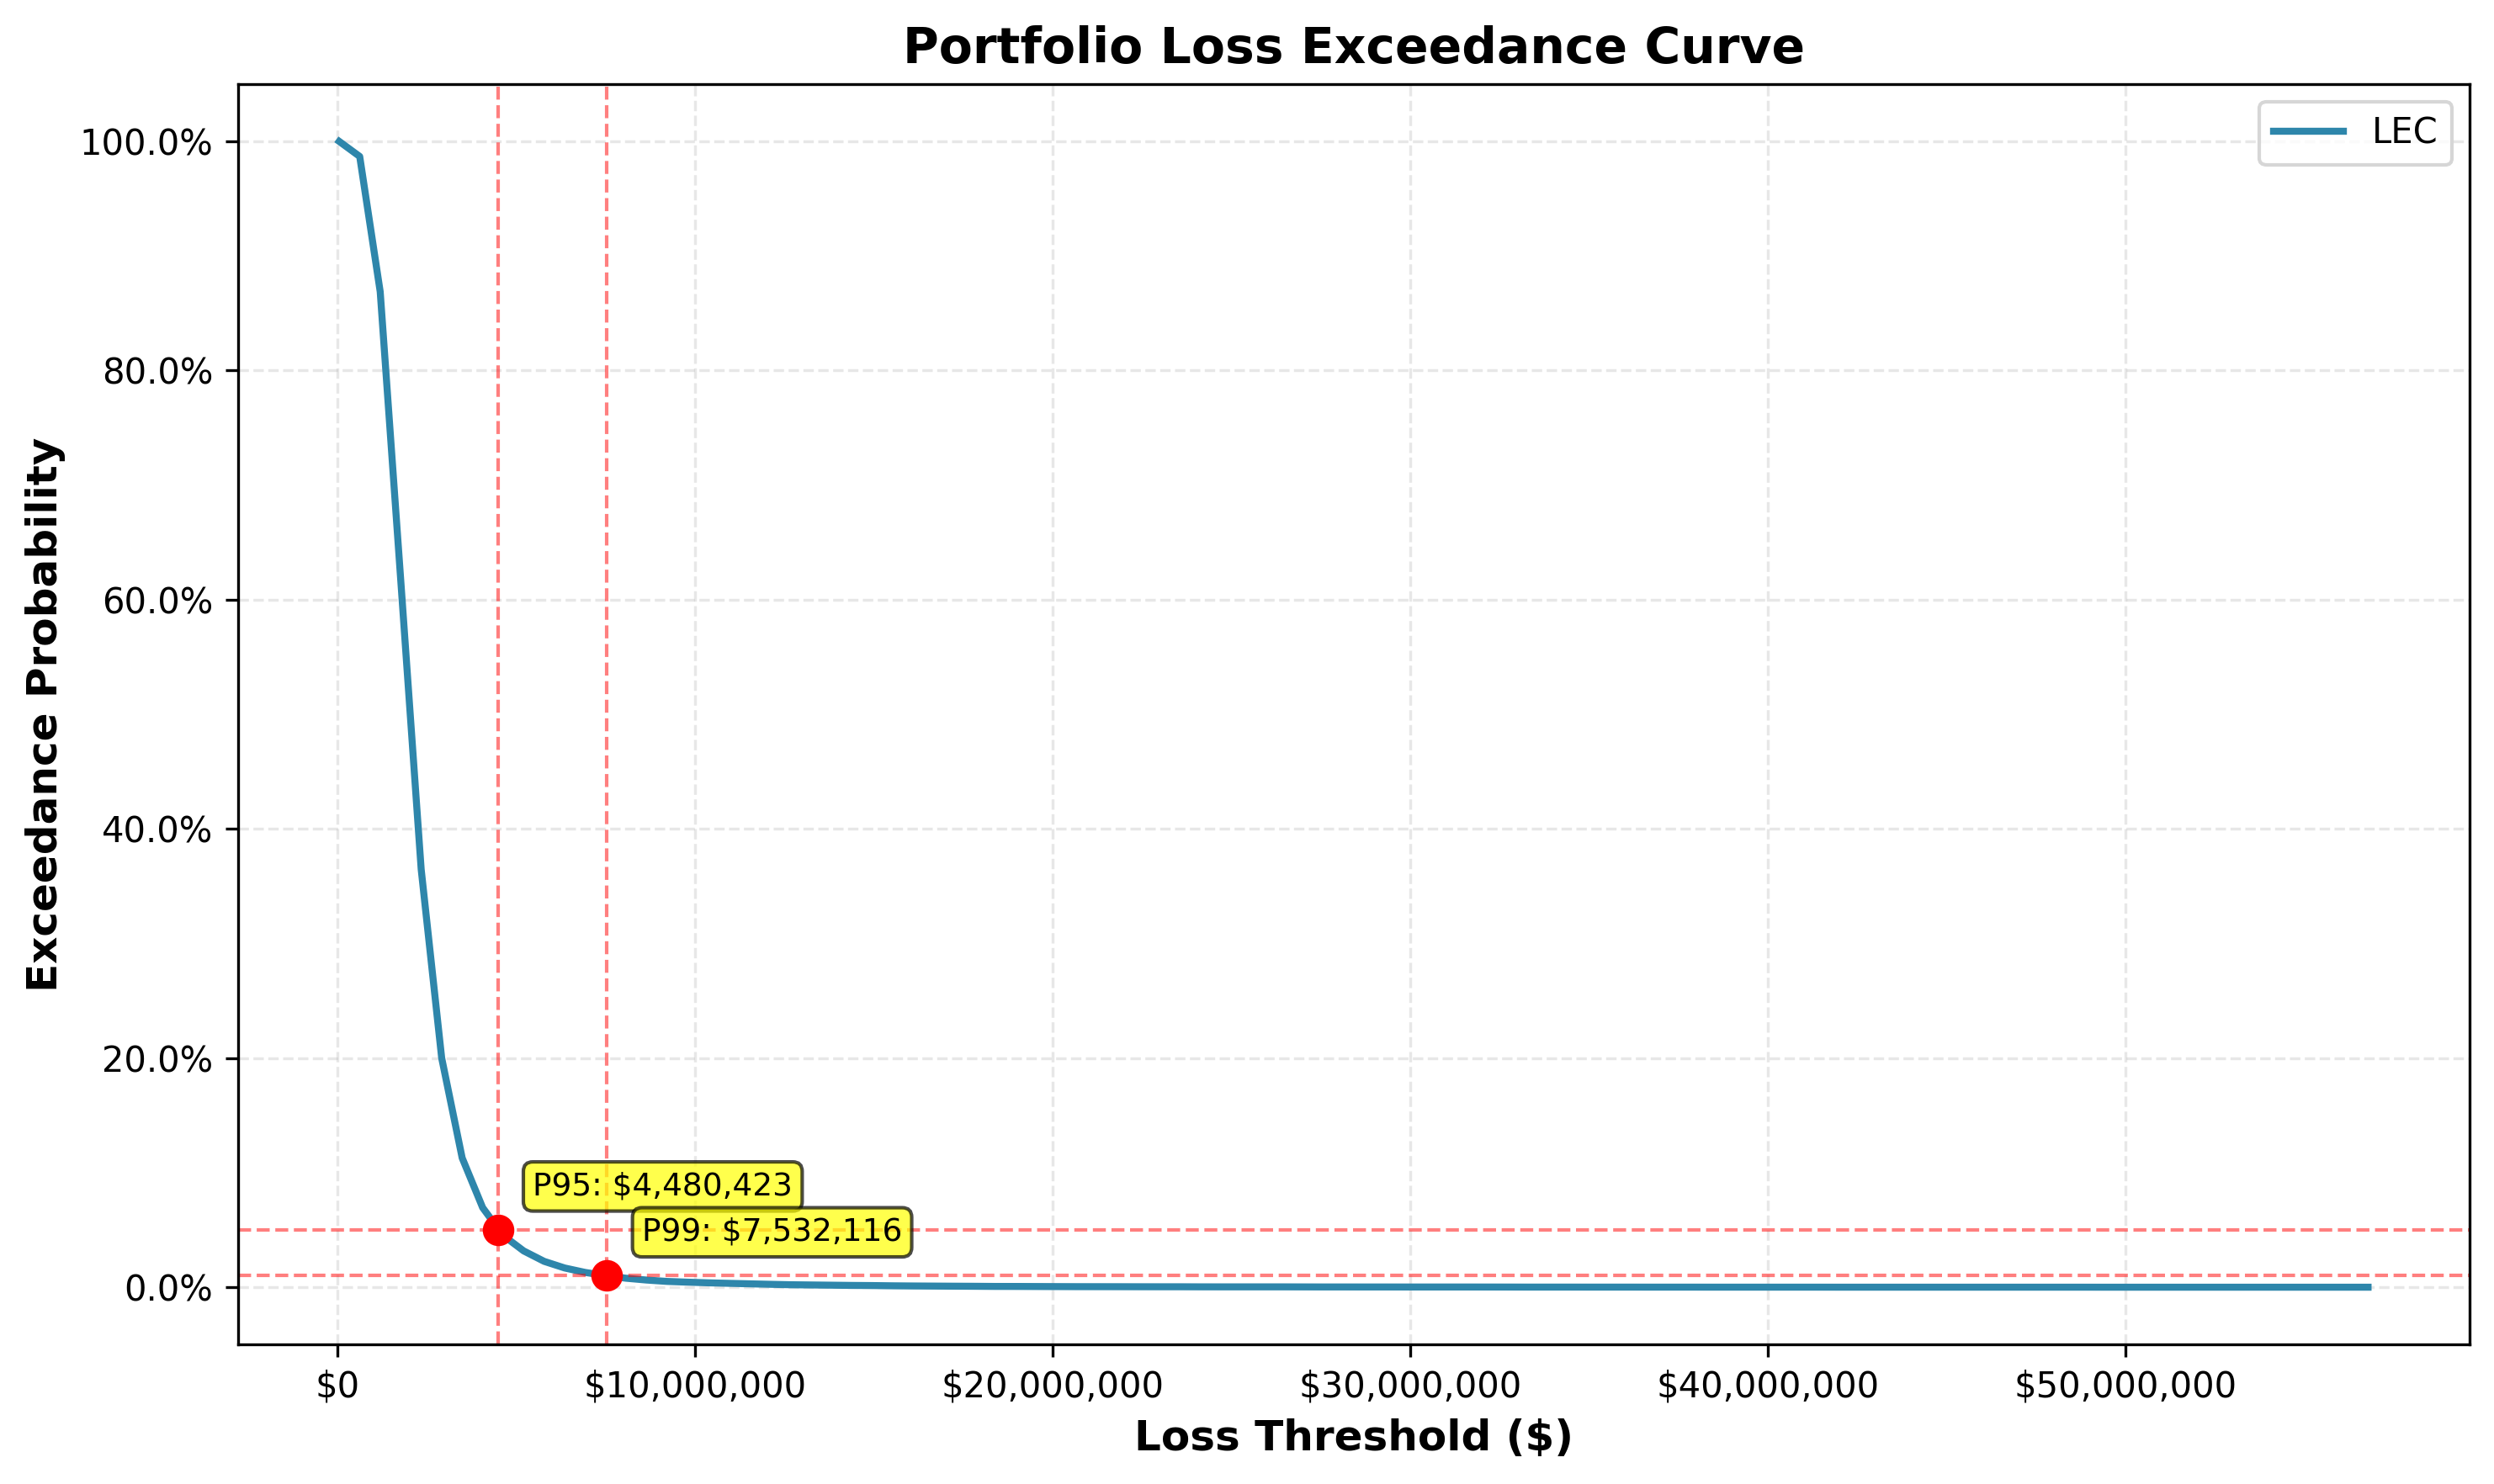 Portfolio Loss Exceedance Curve
LEC
Exceedance Probability
100.0%
80.0%
60.0%
40.0%
20.0%
0.0%
P95: $4,480,423
P99: $7,532,116
$0
$10,000,000
$20,000,000
$30,000,000
$40,000,000
$50,000,000
Loss Threshold ($)